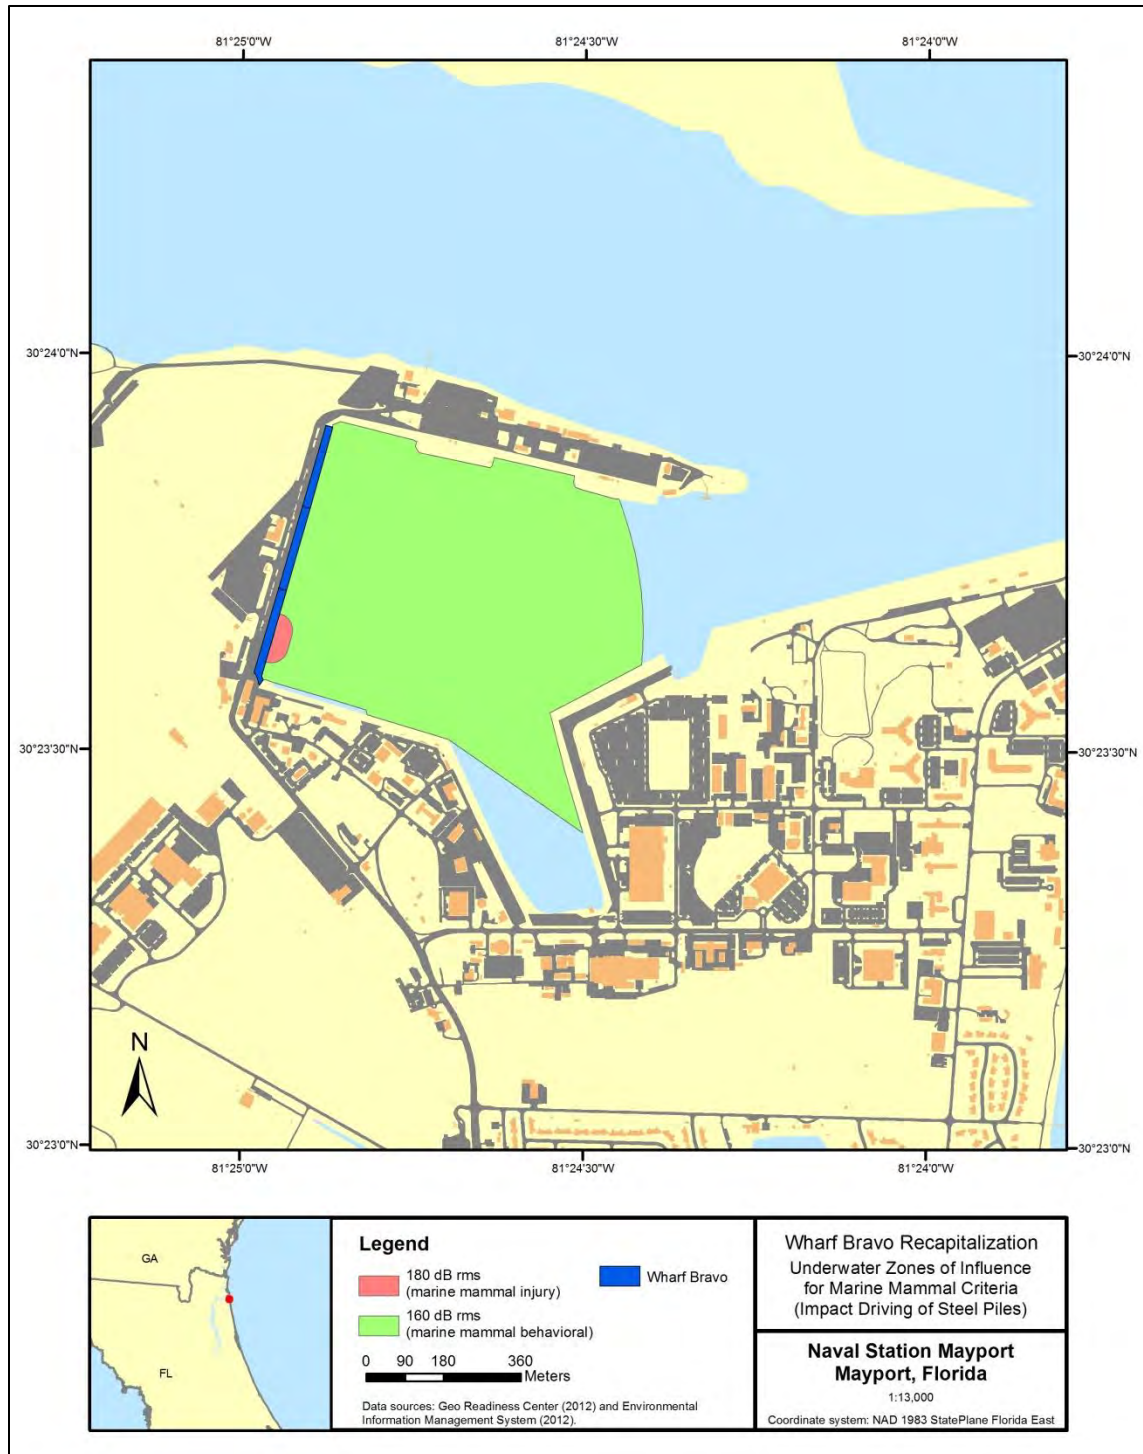 81°25'0"W 81°24'30"W 81°24'0"W
30°24'0"N 30°24'0"N
30°23'30"N 30°23'30"N
N
30°23'0"N 30°23'0"N
81°25'0"W 81°24'30"W 81°24'0"W
GA
FL
Legend
180 dB rms
(marine mammal injury)
Wharf Bravo
160 dB rms
(marine mammal behavioral)
0 90 180 360
Meters
Data sources: Geo Readiness Center (2012) and Environmental
Information Management System (2012).
Wharf Bravo Recapitalization
Underwater Zones of Influence
for Marine Mammal Criteria
(Impact Driving of Steel Piles)
Naval Station Mayport
Mayport, Florida
1:13,000
Coordinate system: NAD 1983 StatePlane Florida East